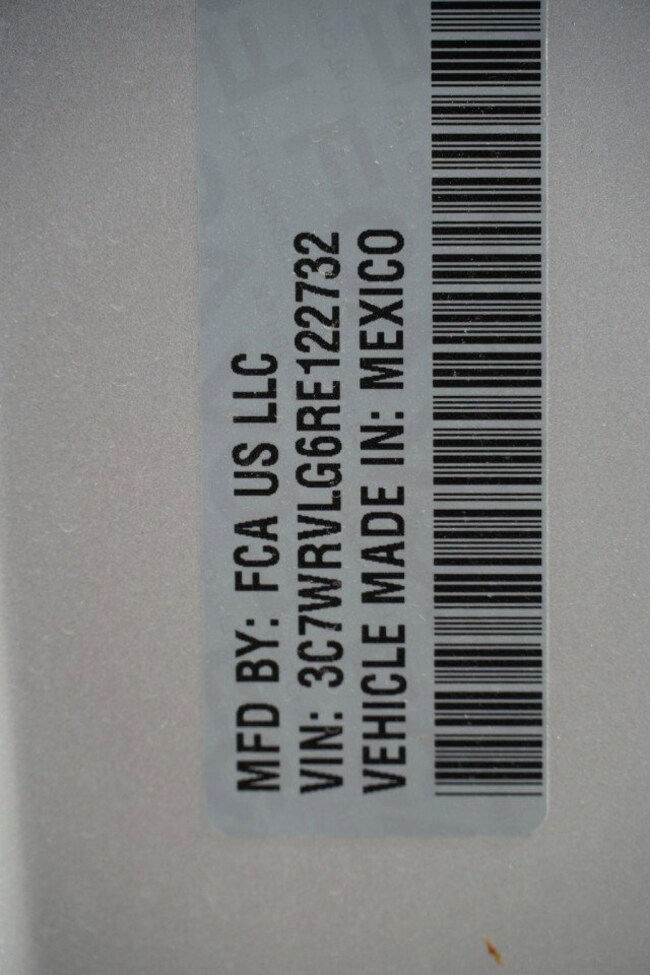 MFD BY: FCA US LLC
VIN: 3C7WRVLG6RE122732
VEHICLE MADE IN: MEXICO